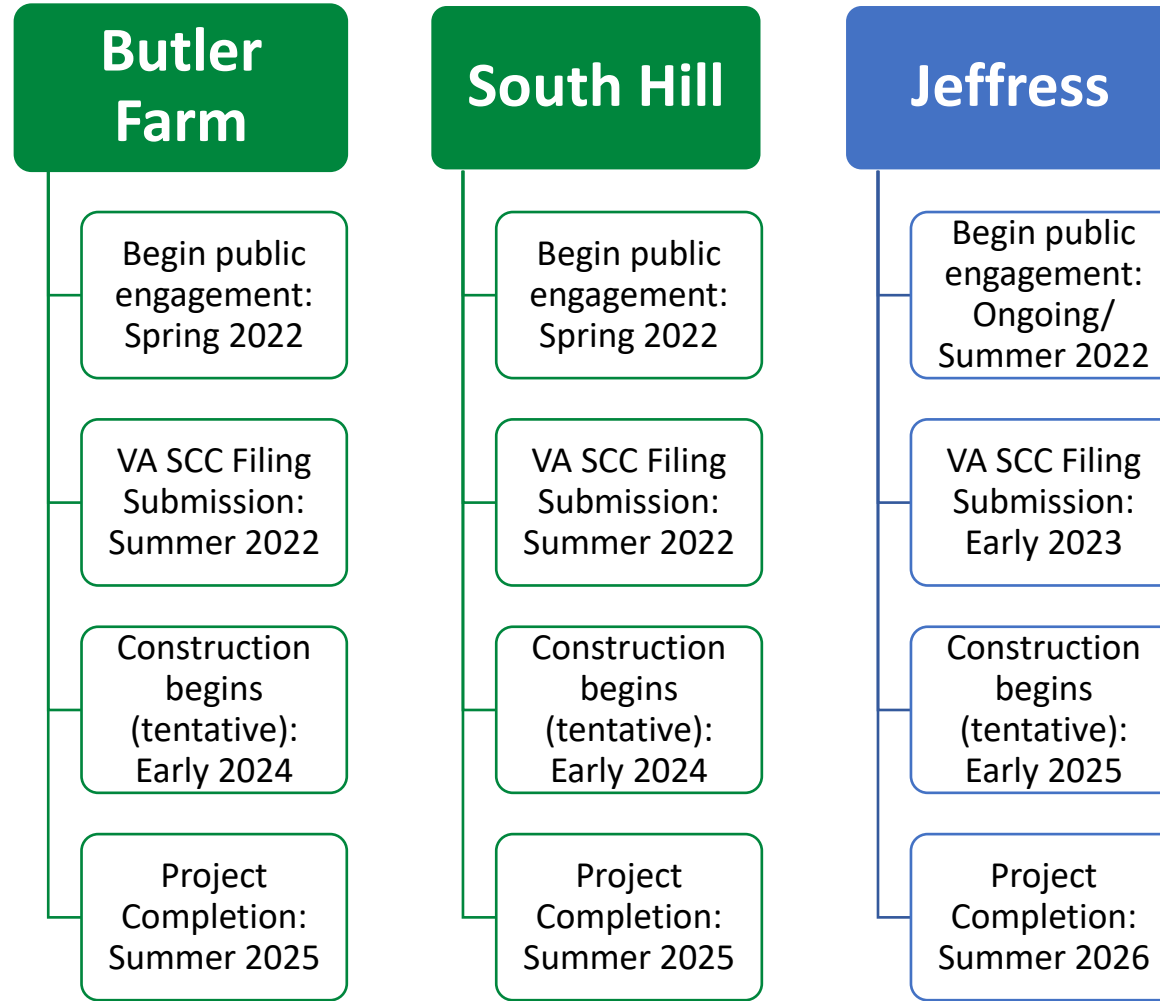 Butler
Farm
Begin public
engagement:
Spring 2022
VA SCC Filing
Submission:
Summer 2022
Construction
begins
(tentative):
Early 2024
Project
Completion:
Summer 2025
South Hill
Begin public
engagement:
Spring 2022
VA SCC Filing
Submission:
Summer 2022
Construction
begins
(tentative):
Early 2024
Project
Completion:
Summer 2025
Jeffress
Begin public
engagement:
Ongoing/
Summer 2022
VA SCC Filing
Submission:
Early 2023
Construction
begins
(tentative):
Early 2025
Project
Completion:
Summer 2026